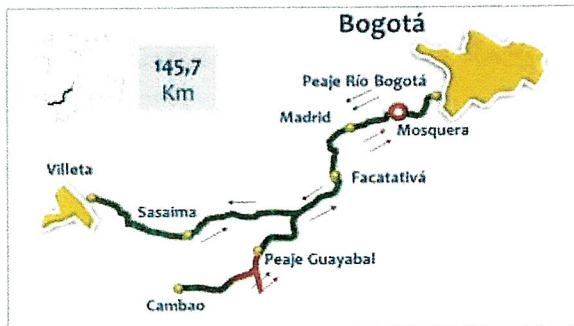 Bogotá
145,7
Km
Peaje Río Bogotá
Madrid
Mosquera
Villeta
Facatativá
Sasaima
Peaje Guayabal
Cambao